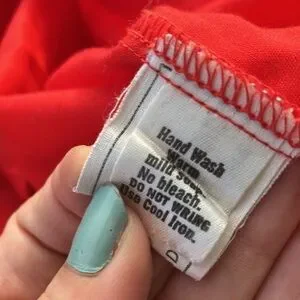 Hand Wash
Warm
mild soap
No bleach.
DO NOT WRING
Use Cool Iron.
D